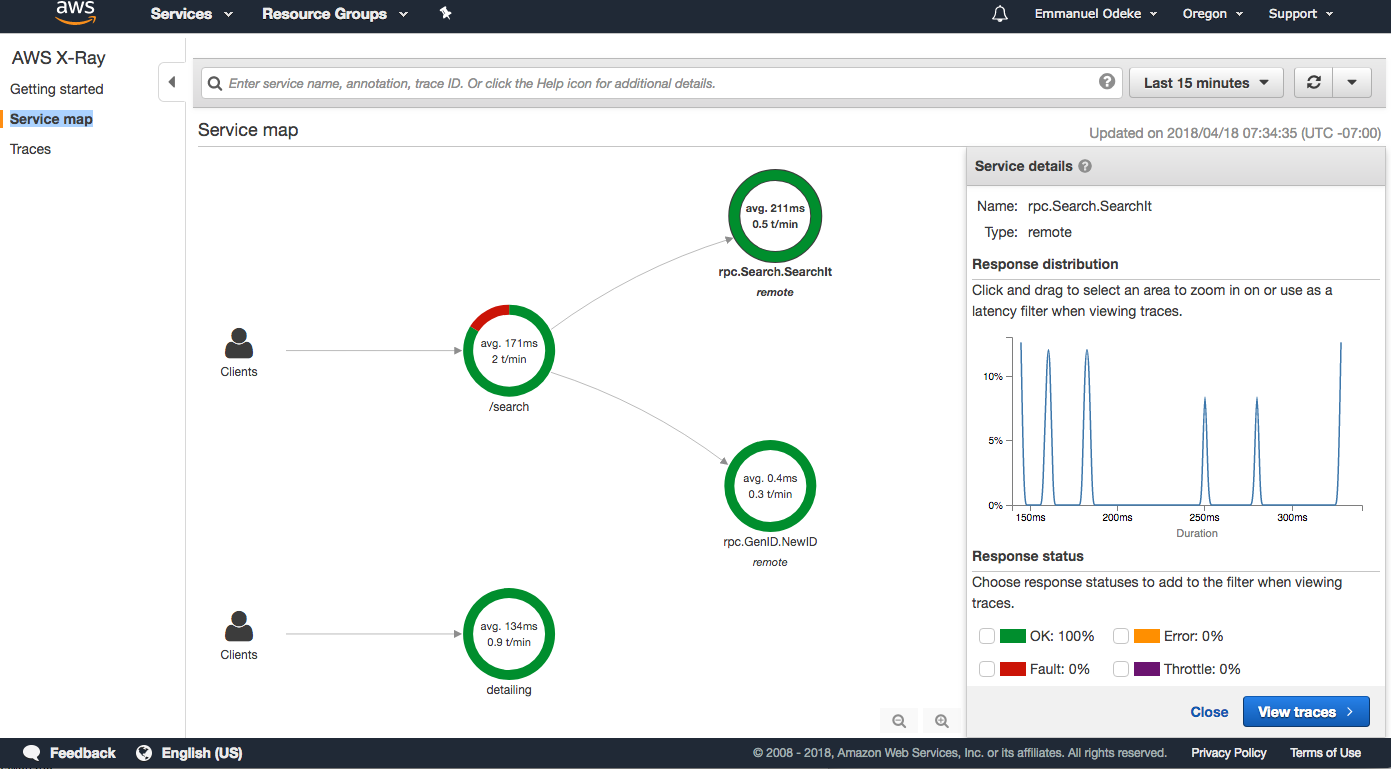 aws
Services
Resource Groups
Emmanuel Odeke
Oregon
Support
AWS X-Ray
Getting started
Service map
Traces
Enter service name, annotation, trace ID. Or click the Help icon for additional details.
?
Last 15 minutes
Service map
Updated on 2018/04/18 07:34:35 (UTC -07:00)
avg. 211ms
0.5 t/min
rpc.Search.SearchIt
remote
Clients
avg. 171ms
2 t/min
/search
avg. 0.4ms
0.3 t/min
rpc.GenID.NewID
remote
Clients
avg. 134ms
0.9 t/min
detailing
Service details ?
Name: rpc.Search.SearchIt
Type: remote
Response distribution
Click and drag to select an area to zoom in on or use as a
latency filter when viewing traces.
10%
5%
0%
150ms 200ms 250ms 300ms
Duration
Response status
Choose response statuses to add to the filter when viewing
traces.
OK: 100% Error: 0%
Fault: 0% Throttle: 0%
Close View traces
Feedback English (US)
© 2008 - 2018, Amazon Web Services, Inc. or its affiliates. All rights reserved. Privacy Policy Terms of Use